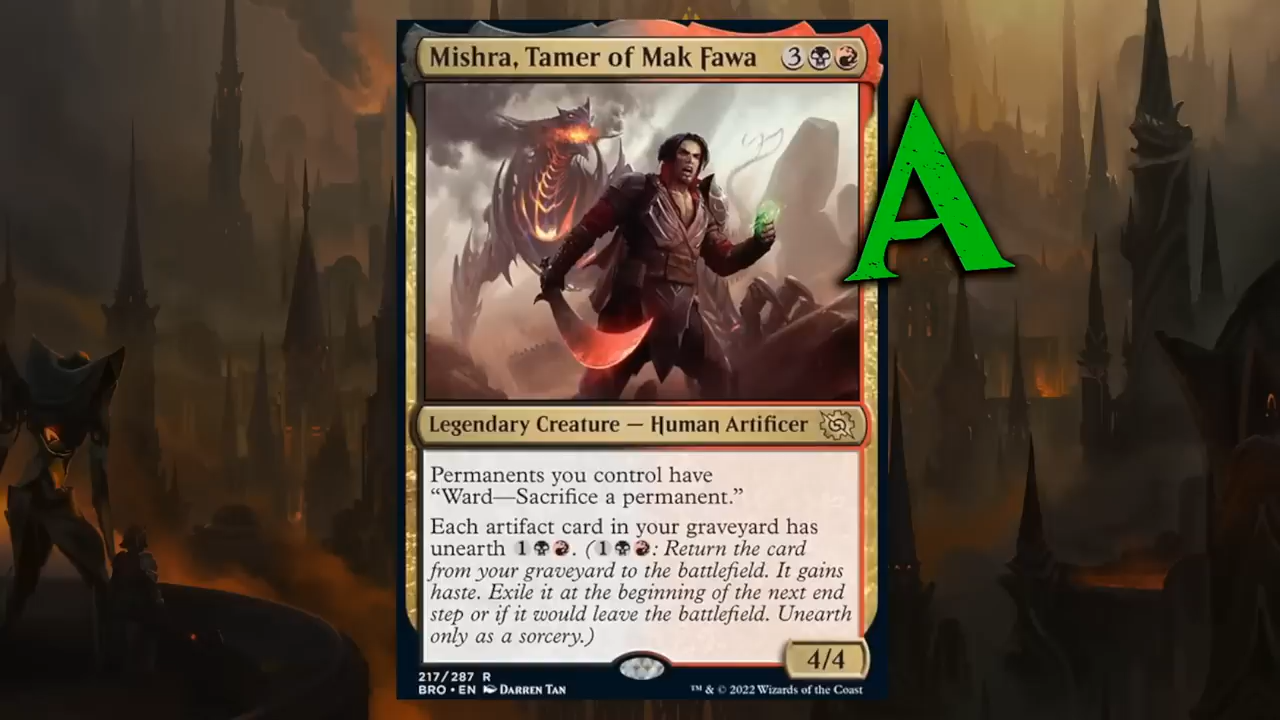 Mishra, Tamer of Mak Fawa 3
A
Legendary Creature — Human Artificer
Permanents you control have
“Ward—Sacrifice a permanent.”
Each artifact card in your graveyard has
unearth 1. (1: Return the card
from your graveyard to the battlefield. It gains
haste. Exile it at the beginning of the next end
step or if it would leave the battlefield. Unearth
only as a sorcery.)
4/4
217/287 R
BRO • EN Darren Tan
™ & © 2022 Wizards of the Coast